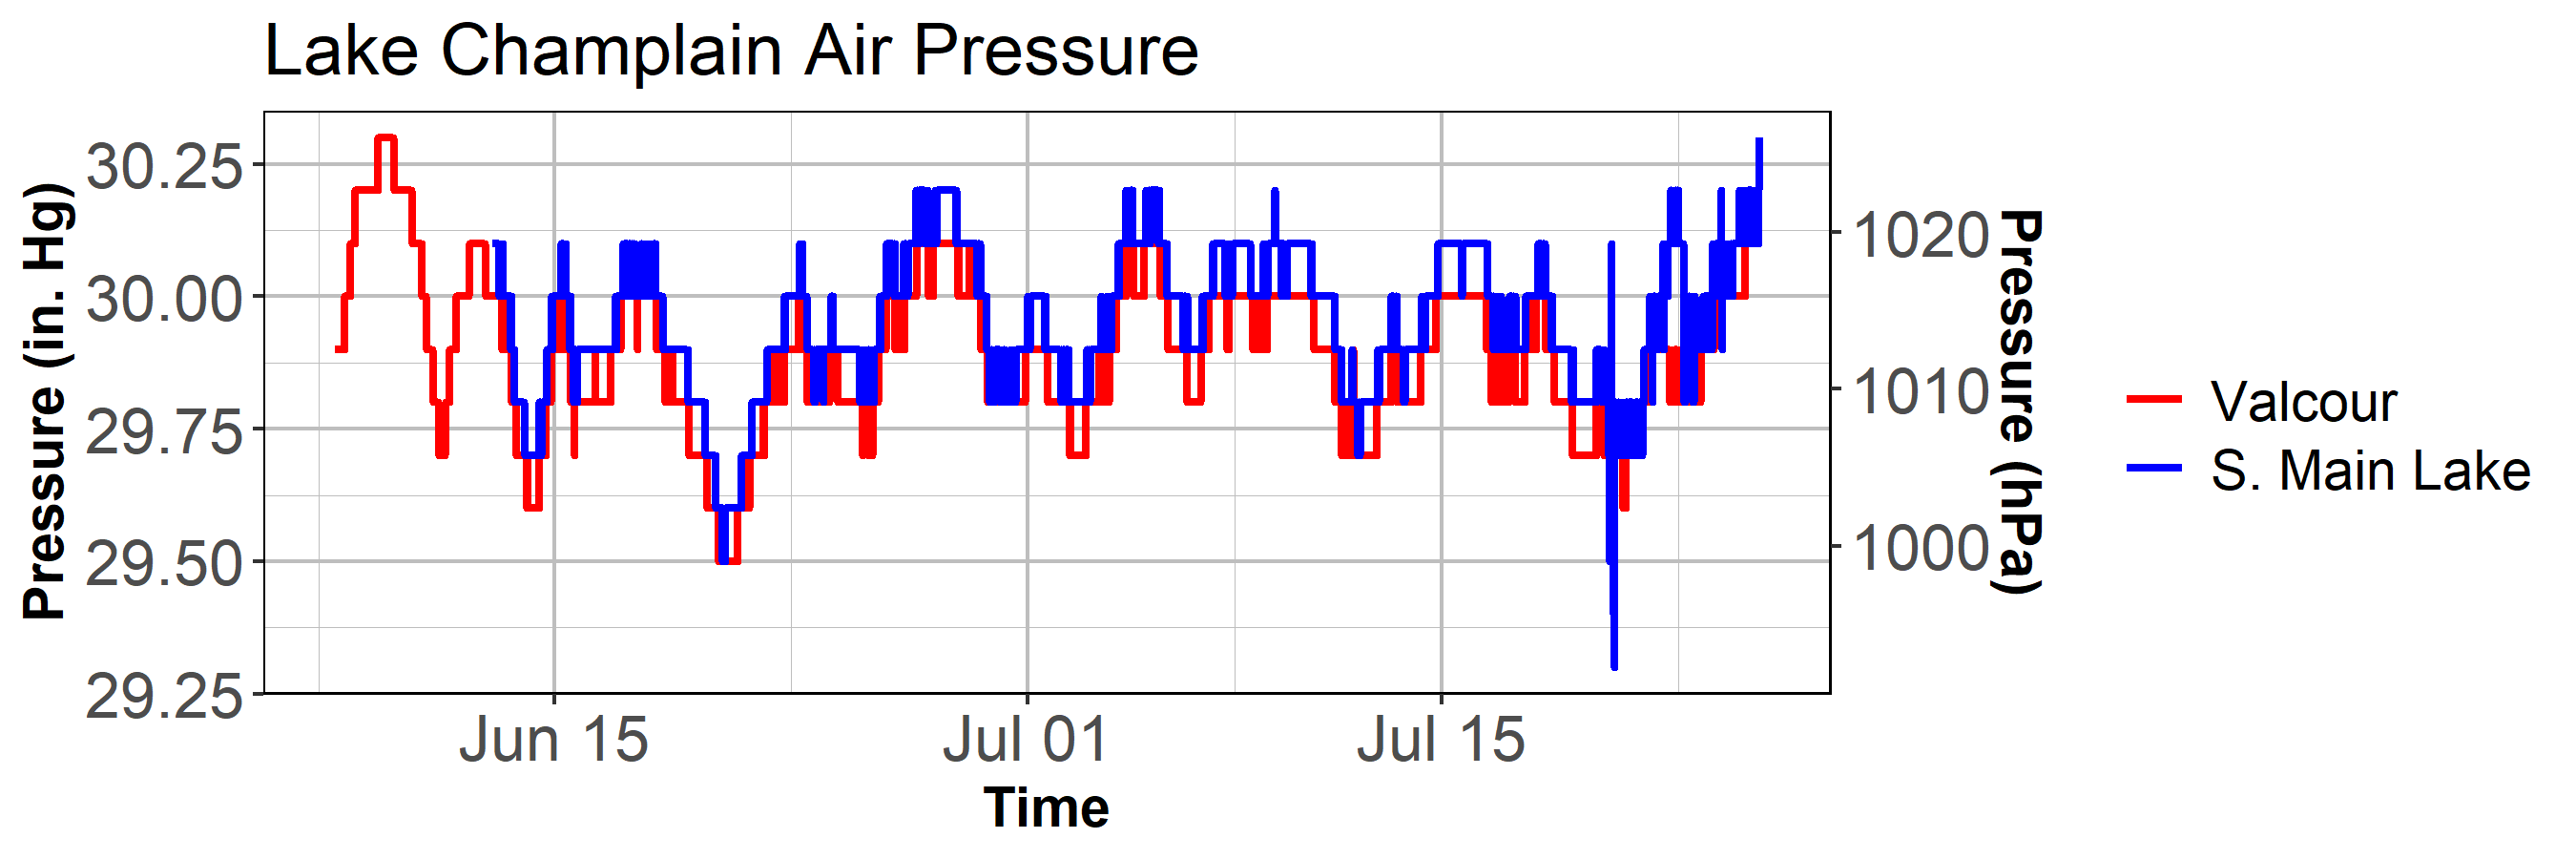 Lake Champlain Air Pressure
Pressure (in. Hg)
30.25
30.00
29.75
29.50
29.25
1020
1010
1000
Pressure (hPa)
Jun 15
Jul 01
Jul 15
Time
Valcour
S. Main Lake